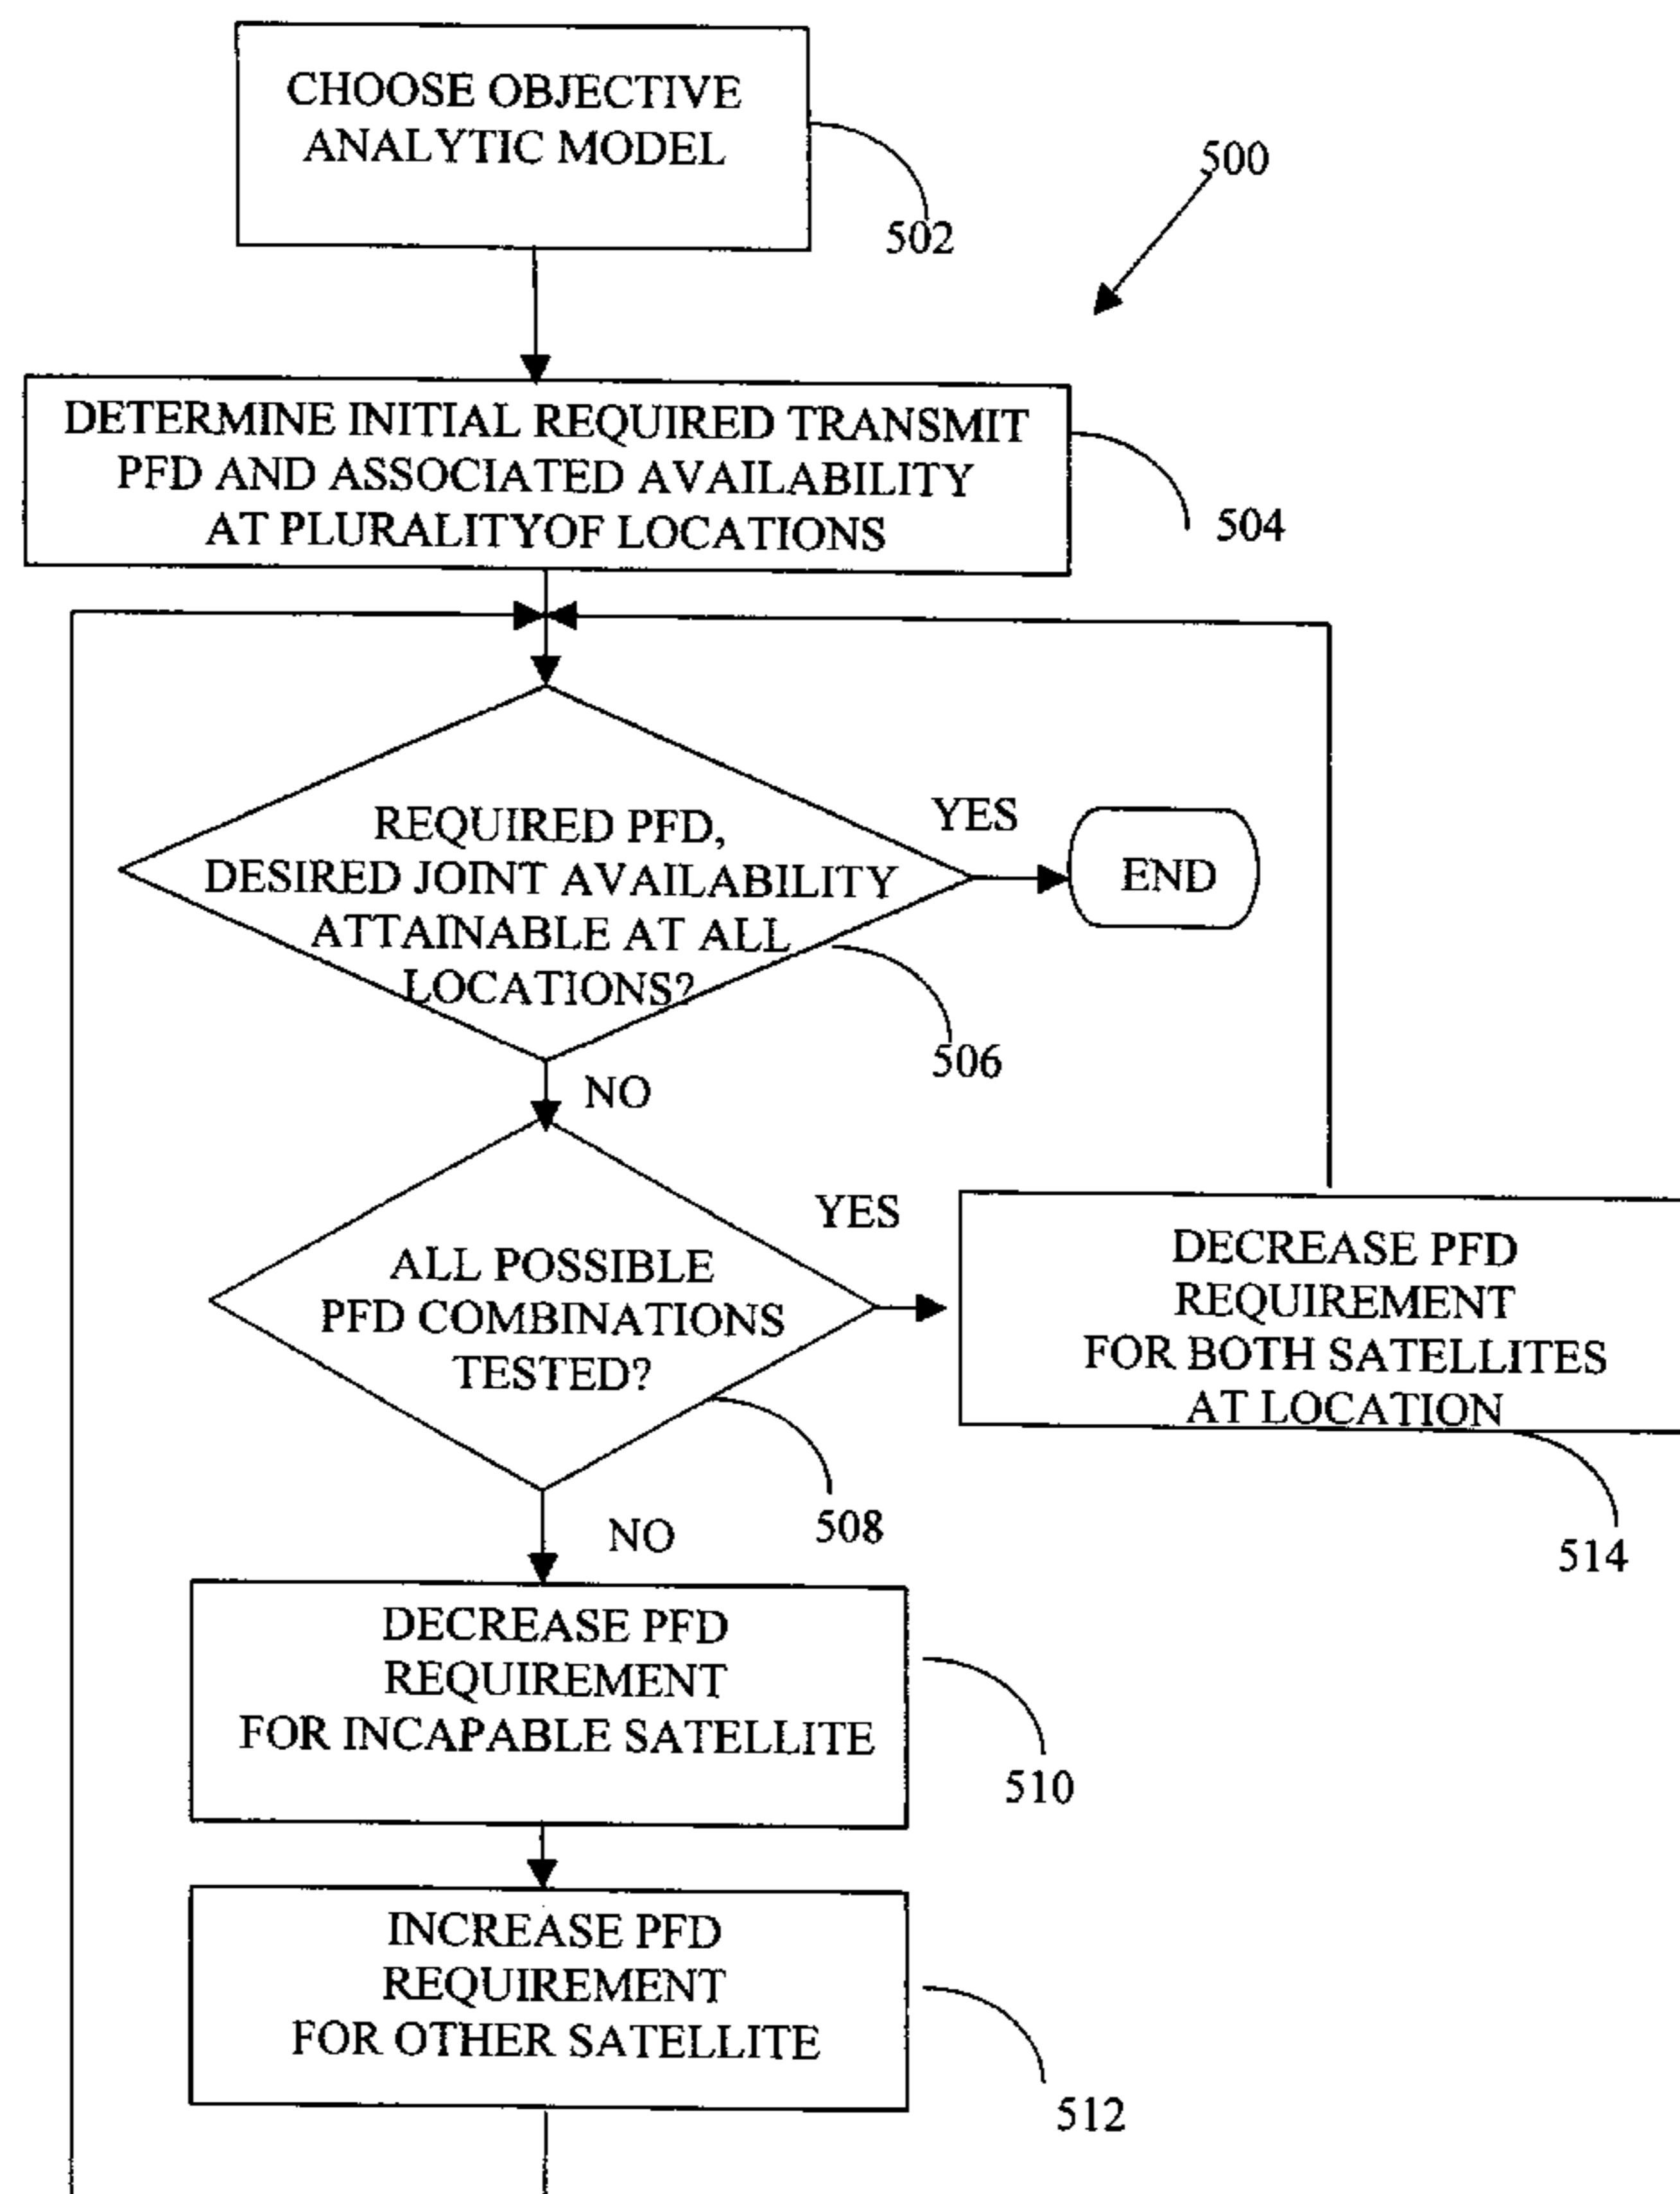 CHOOSE OBJECTIVE
ANALYTIC MODEL
502
500
DETERMINE INITIAL REQUIRED TRANSMIT
PFD AND ASSOCIATED AVAILABILITY
AT PLURALITYOF LOCATIONS
504
REQUIRED PFD,
DESIRED JOINT AVAILABILITY
ATTAINABLE AT ALL
LOCATIONS?
YES
END
506
NO
ALL POSSIBLE
PFD COMBINATIONS
TESTED?
YES
DECREASE PFD
REQUIREMENT
FOR BOTH SATELLITES
AT LOCATION
508
514
NO
DECREASE PFD
REQUIREMENT
FOR INCAPABLE SATELLITE
510
INCREASE PFD
REQUIREMENT
FOR OTHER SATELLITE
512